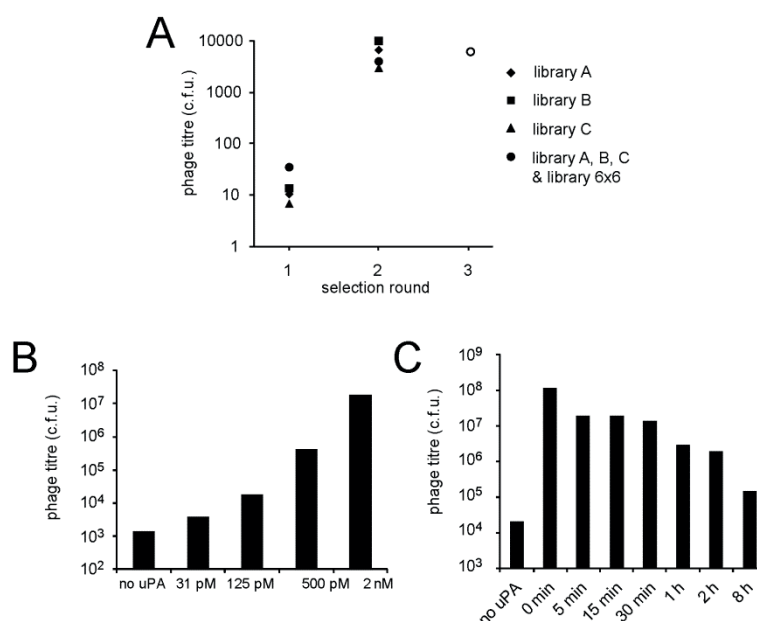 A
phage titre (c.f.u.)
10000
1000
100
10
1
1 2 3
selection round
library A
library B
library C
library A, B, C
& library 6x6
B
phage titre (c.f.u.)
10⁸
10⁷
10⁶
10⁵
10⁴
10³
10²
no uPA 31 pM 125 pM 500 pM 2 nM
C
phage titre (c.f.u.)
10⁹
10⁸
10⁷
10⁶
10⁵
10⁴
10³
no uPA 0 min 5 min 15 min 30 min 1 h 2 h 8 h